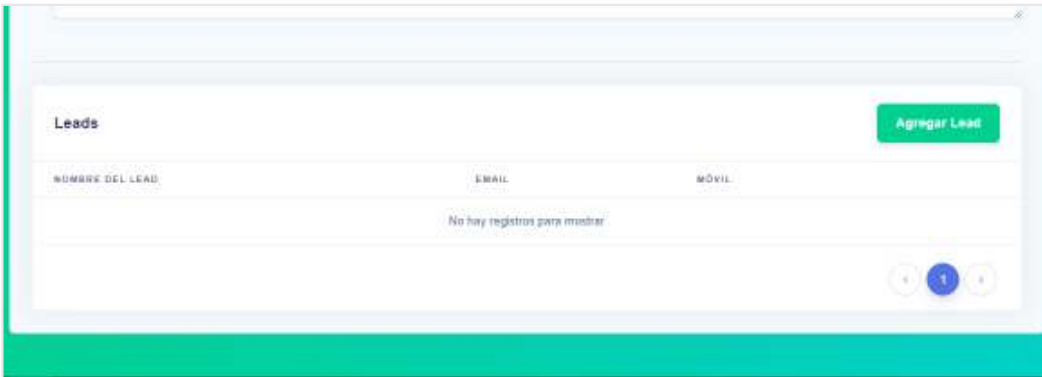 Leads
Agregar Lead
NOMBRE DEL LEAD EMAIL MÓVIL
No hay registros para mostrar
1